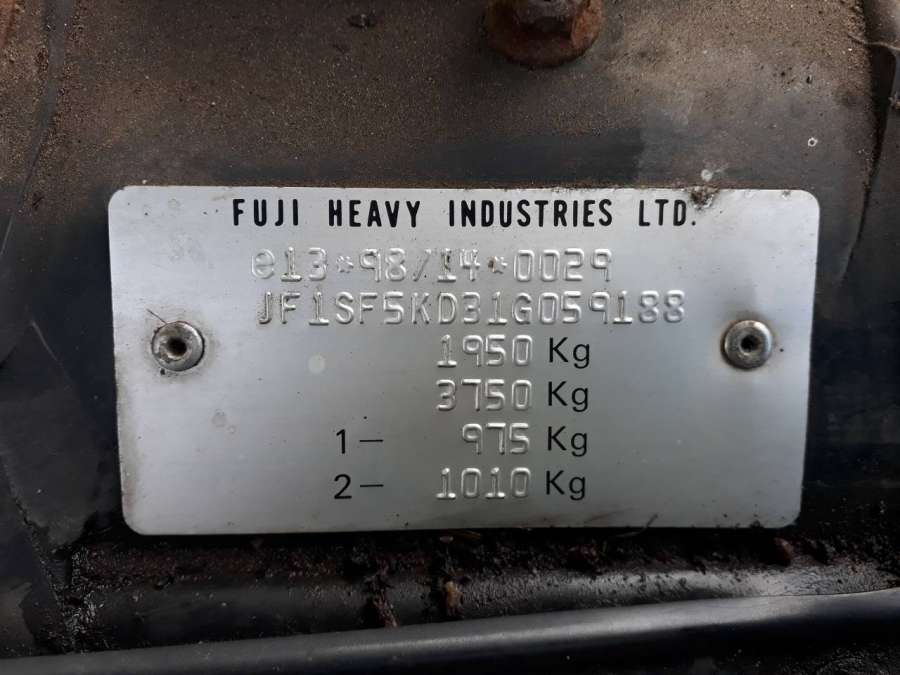 FUJI HEAVY INDUSTRIES LTD.
e13*98/14*0029
JF1SF5KD31G059188
1950 Kg
3750 Kg
1- 975 Kg
2- 1010 Kg